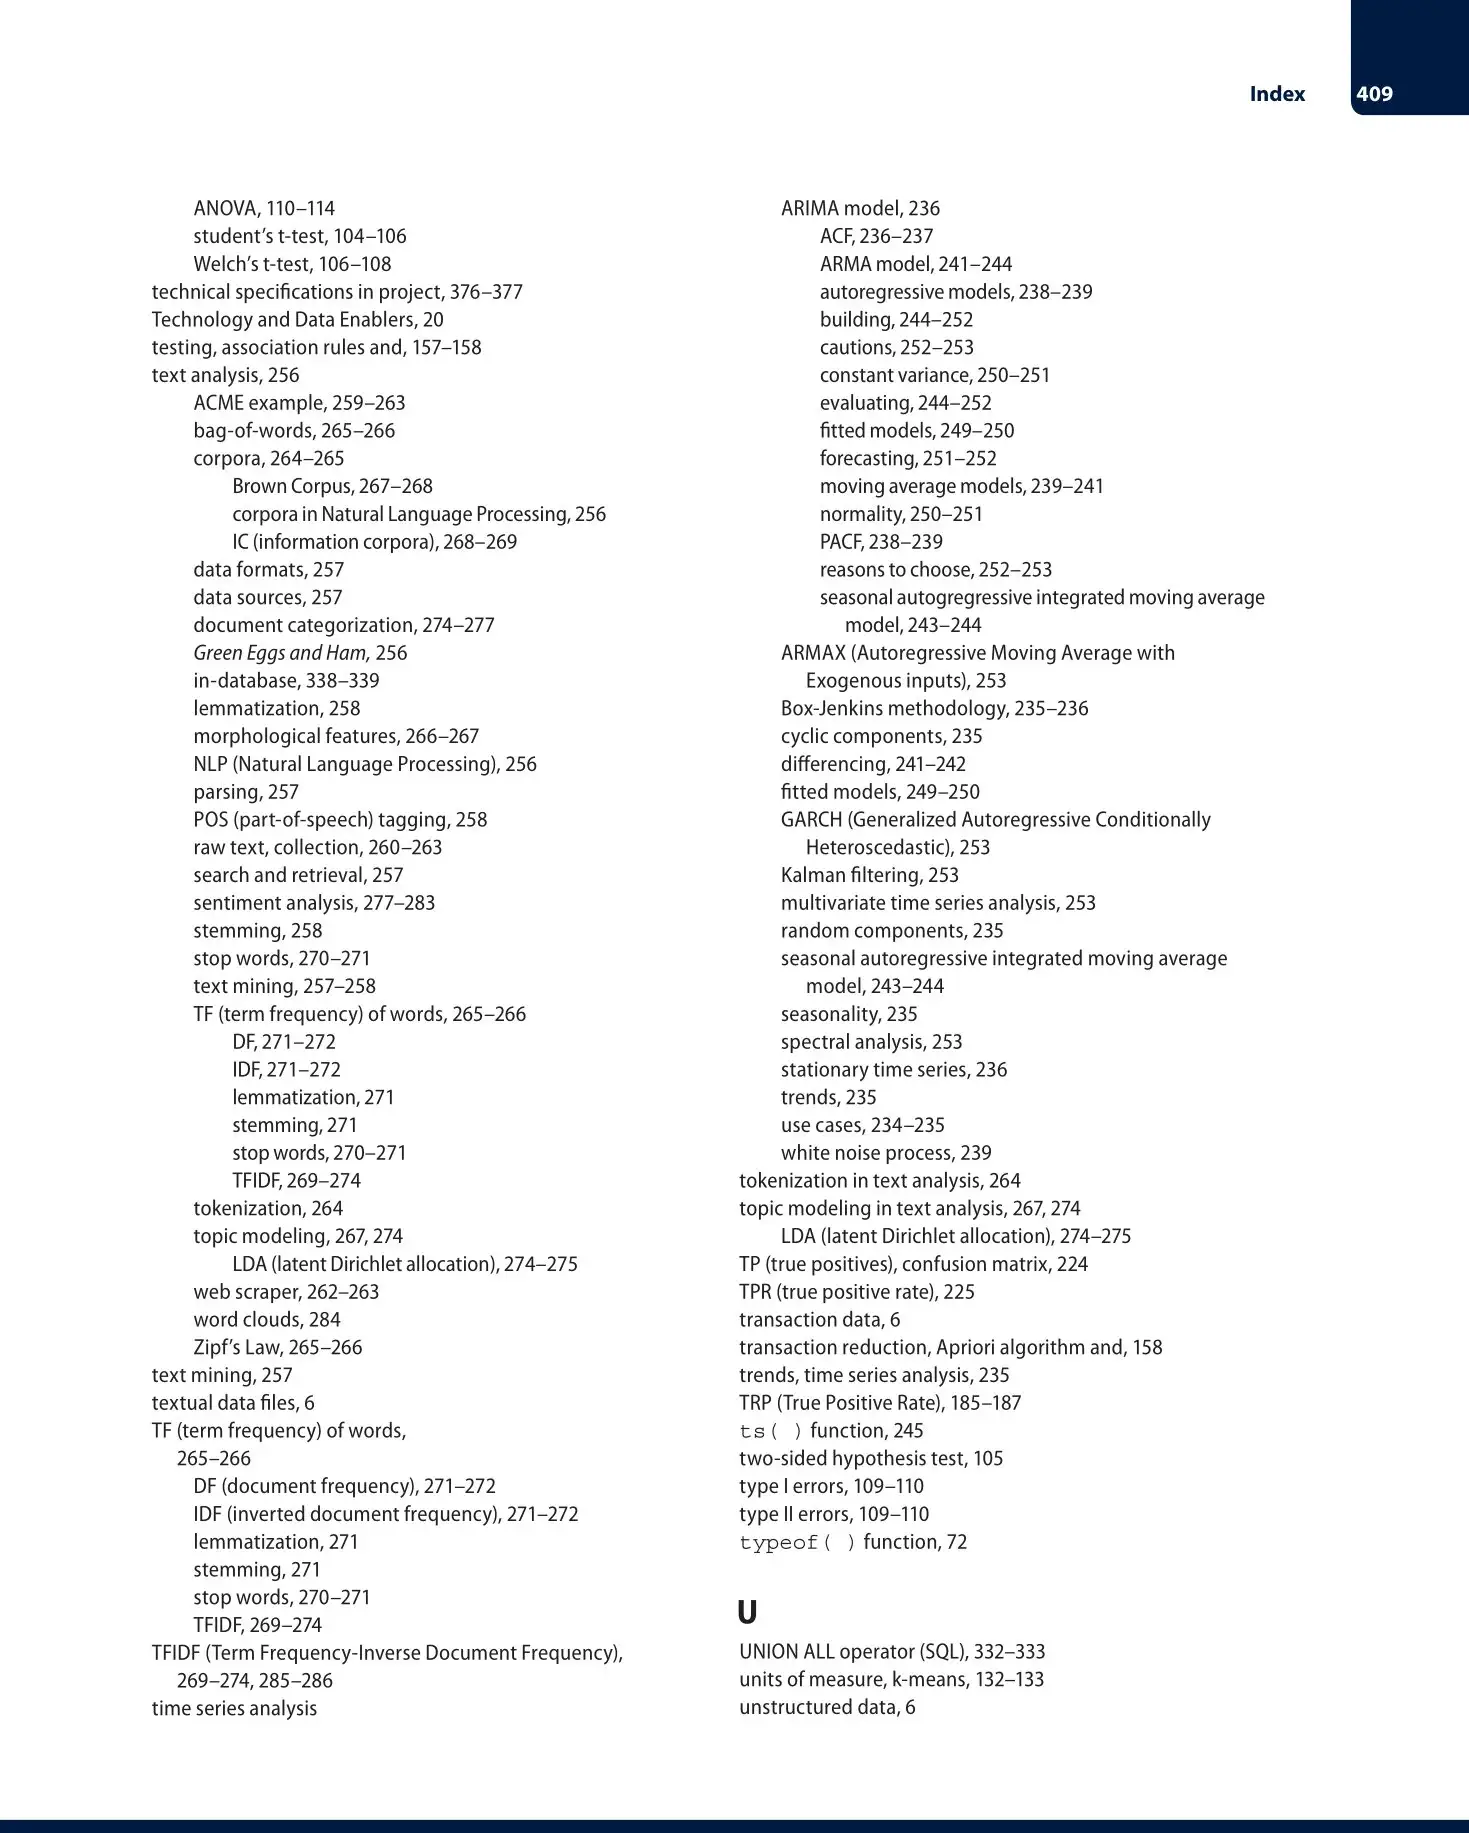 Index 409
ANOVA, 110–114
student’s t-test, 104–106
Welch’s t-test, 106–108
technical specifications in project, 376–377
Technology and Data Enablers, 20
testing, association rules and, 157–158
text analysis, 256
ACME example, 259–263
bag-of-words, 265–266
corpora, 264–265
Brown Corpus, 267–268
corpora in Natural Language Processing, 256
IC (information corpora), 268–269
data formats, 257
data sources, 257
document categorization, 274–277
Green Eggs and Ham, 256
in-database, 338–339
lemmatization, 258
morphological features, 266–267
NLP (Natural Language Processing), 256
parsing, 257
POS (part-of-speech) tagging, 258
raw text, collection, 260–263
search and retrieval, 257
sentiment analysis, 277–283
stemming, 258
stop words, 270–271
text mining, 257–258
TF (term frequency) of words, 265–266
DF, 271–272
IDF, 271–272
lemmatization, 271
stemming, 271
stop words, 270–271
TFIDF, 269–274
tokenization, 264
topic modeling, 267, 274
LDA (latent Dirichlet allocation), 274–275
web scraper, 262–263
word clouds, 284
Zipf’s Law, 265–266
text mining, 257
textual data files, 6
TF (term frequency) of words,
265–266
DF (document frequency), 271–272
IDF (inverted document frequency), 271–272
lemmatization, 271
stemming, 271
stop words, 270–271
TFIDF, 269–274
TFIDF (Term Frequency-Inverse Document Frequency),
269–274, 285–286
time series analysis
ARIMA model, 236
ACF, 236–237
ARMA model, 241–244
autoregressive models, 238–239
building, 244–252
cautions, 252–253
constant variance, 250–251
evaluating, 244–252
fitted models, 249–250
forecasting, 251–252
moving average models, 239–241
normality, 250–251
PACF, 238–239
reasons to choose, 252–253
seasonal autogregressive integrated moving average
model, 243–244
ARMAX (Autoregressive Moving Average with
Exogenous inputs), 253
Box-Jenkins methodology, 235–236
cyclic components, 235
differencing, 241–242
fitted models, 249–250
GARCH (Generalized Autoregressive Conditionally
Heteroscedastic), 253
Kalman filtering, 253
multivariate time series analysis, 253
random components, 235
seasonal autoregressive integrated moving average
model, 243–244
seasonality, 235
spectral analysis, 253
stationary time series, 236
trends, 235
use cases, 234–235
white noise process, 239
tokenization in text analysis, 264
topic modeling in text analysis, 267, 274
LDA (latent Dirichlet allocation), 274–275
TP (true positives), confusion matrix, 224
TPR (true positive rate), 225
transaction data, 6
transaction reduction, Apriori algorithm and, 158
trends, time series analysis, 235
TRP (True Positive Rate), 185–187
ts( ) function, 245
two-sided hypothesis test, 105
type I errors, 109–110
type II errors, 109–110
typeof( ) function, 72
U
UNION ALL operator (SQL), 332–333
units of measure, k-means, 132–133
unstructured data, 6